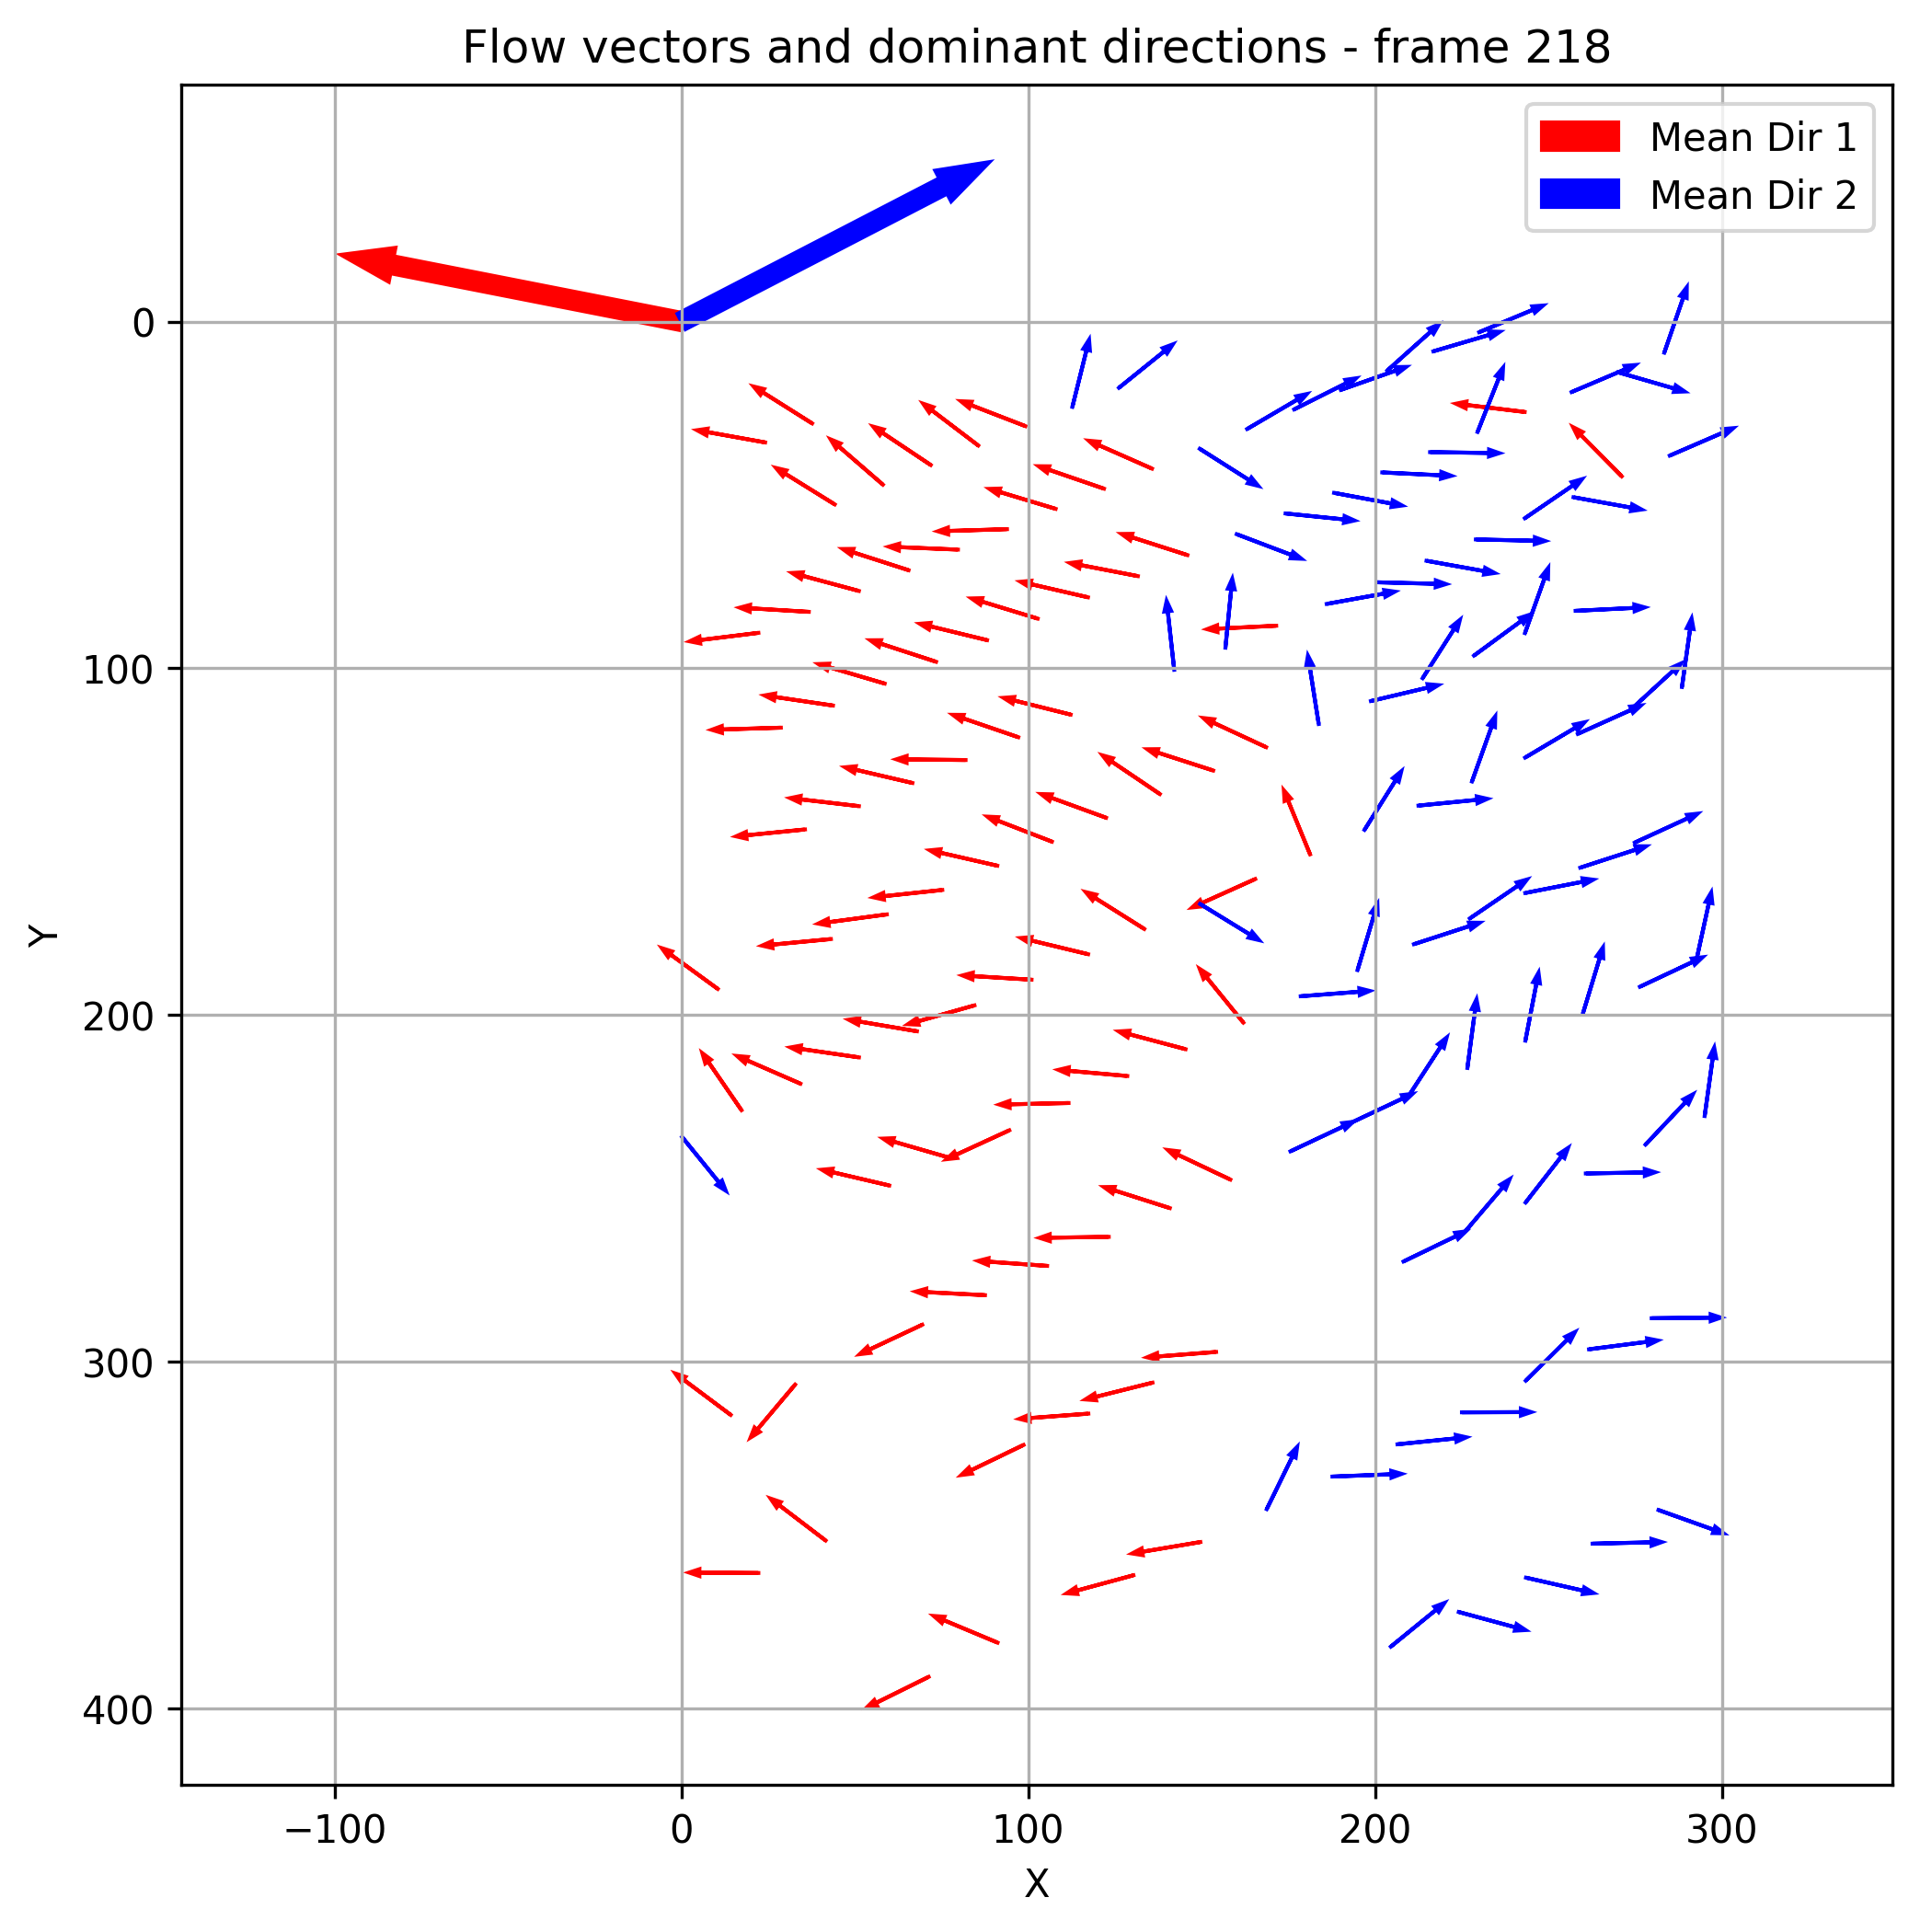 Flow vectors and dominant directions - frame 218
Mean Dir 1
Mean Dir 2
0
100
200
300
400
Y
−100
0
100
200
300
X